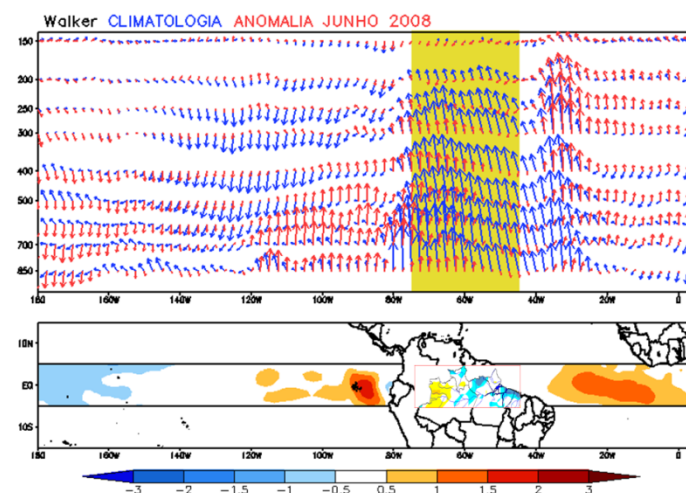 Walker CLIMATOLOGIA ANOMALIA JUNHO 2008
150
200
250
300
400
500
700
850
180 160W 140W 120W 100W 80W 60W 40W 20W 0
10N
EQ
10S
180 160W 140W 120W 100W 80W 60W 40W 20W 0
-3 -2 -1.5 -1 -0.5 0.5 1 1.5 2 3